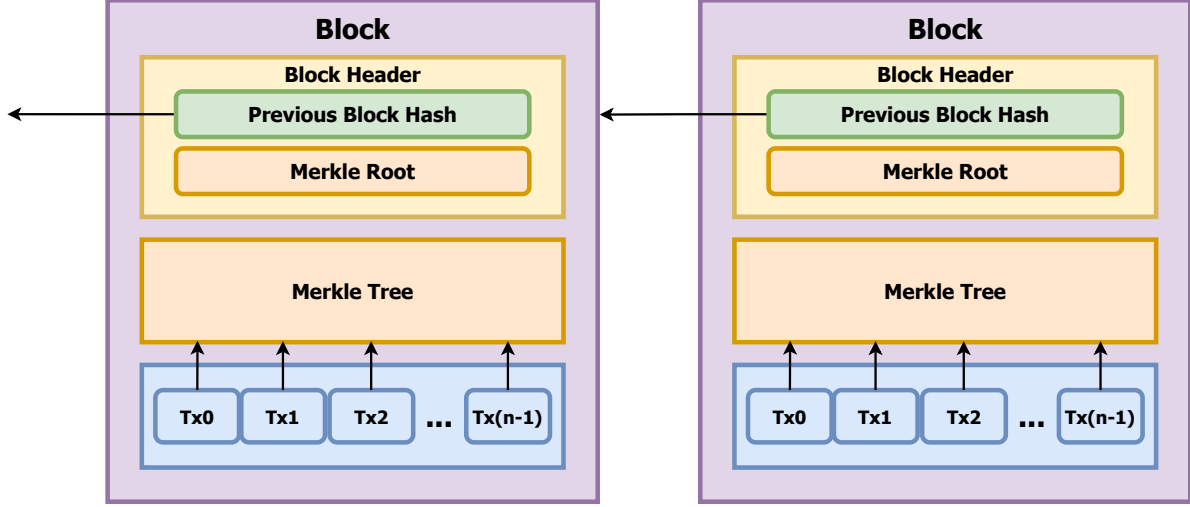 Block
Block Header
Previous Block Hash
Merkle Root
Merkle Tree
Tx0 Tx1 Tx2 ... Tx(n-1)
Block
Block Header
Previous Block Hash
Merkle Root
Merkle Tree
Tx0 Tx1 Tx2 ... Tx(n-1)